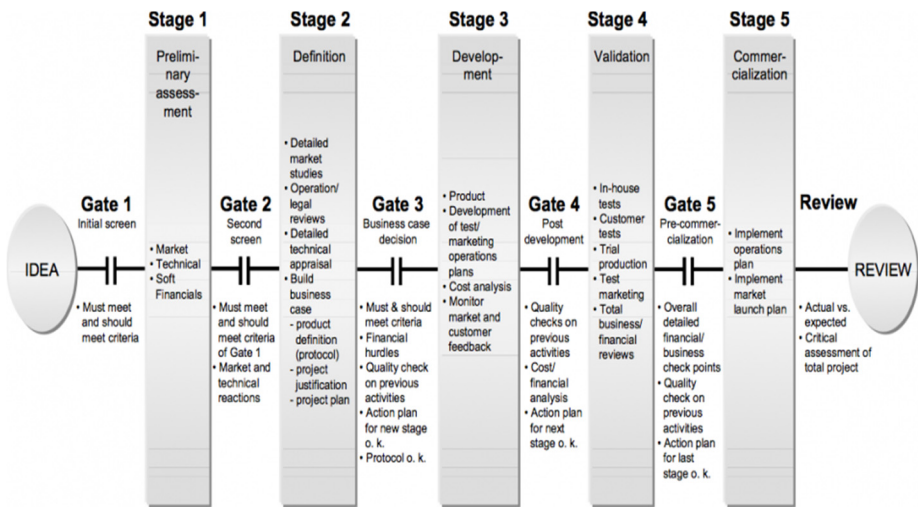 Stage 1
Prelimi-
nary
assess-
ment
• Market
• Technical
• Soft
Financials
Stage 2
Definition
• Detailed
market
studies
• Operation/
legal
reviews
• Detailed
technical
appraisal
• Build
business
case
- product
definition
(protocol)
- project
justification
- project plan
Stage 3
Develop-
ment
• Product
• Development
of test/
marketing
operations
plans
• Cost analysis
• Monitor
market and
customer
feedback
Stage 4
Validation
• In-house
tests
• Customer
tests
• Trial
production
• Test
marketing
• Total
business/
financial
reviews
Stage 5
Commer-
cialization
• Implement
operations
plan
• Implement
market
launch plan
IDEA
Gate 1
Initial screen
• Must meet
and should
meet criteria
Gate 2
Second
screen
• Must meet
and should
meet criteria
of Gate 1
• Market and
technical
reactions
Gate 3
Business case
decision
• Must & should
meet criteria
• Financial
hurdles
• Quality check
on previous
activities
• Action plan
for new stage
o. k.
• Protocol o. k.
Gate 4
Post
development
• Quality
checks on
previous
activities
• Cost/
financial
analysis
• Action plan
for next
stage o. k.
Gate 5
Pre-commer-
cialization
• Overall
detailed
financial/
business
check points
• Quality
check on
previous
activities
• Action plan
for last
stage o. k.
Review
• Actual vs.
expected
• Critical
assessment of
total project
REVIEW